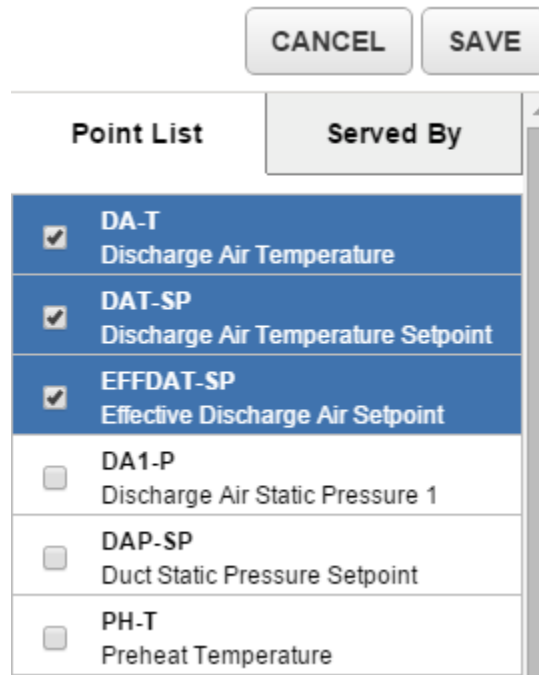 CANCEL SAVE
Point List Served By
DA-T
Discharge Air Temperature
DAT-SP
Discharge Air Temperature Setpoint
EFFDAT-SP
Effective Discharge Air Setpoint
DA1-P
Discharge Air Static Pressure 1
DAP-SP
Duct Static Pressure Setpoint
PH-T
Preheat Temperature